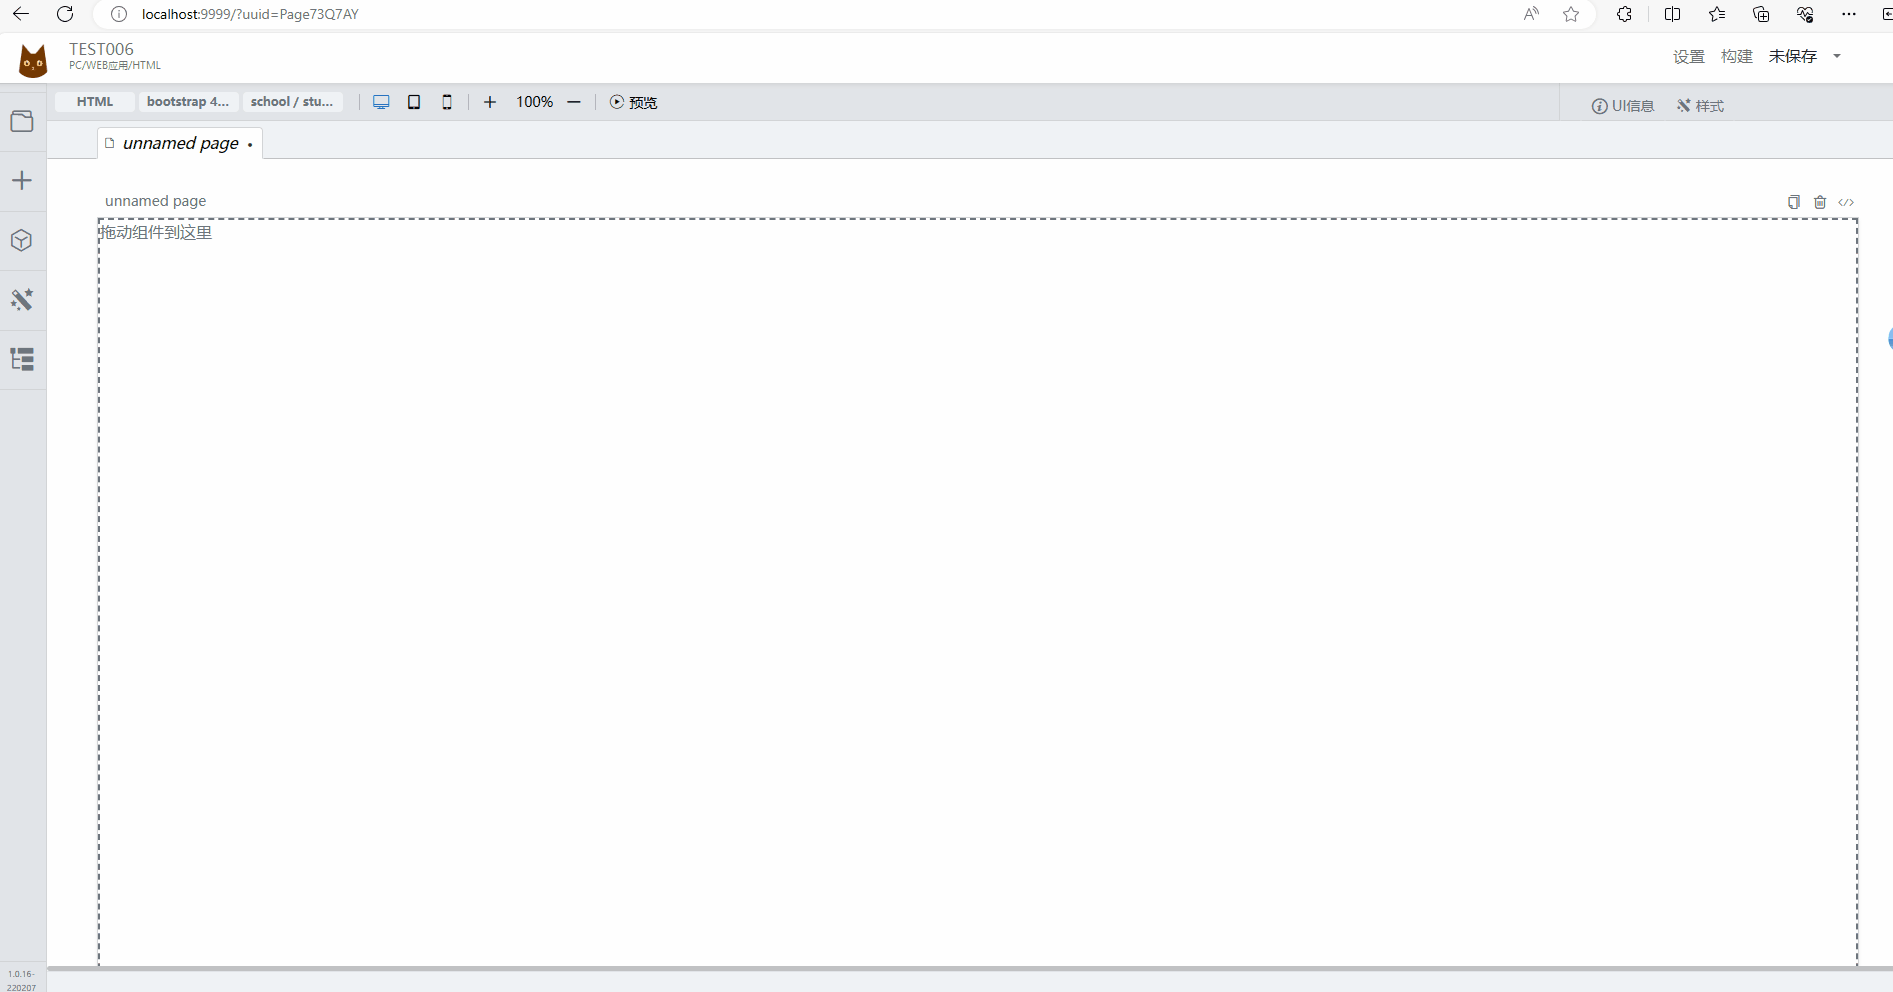 localhost:9999/?uuid=Page73Q7AY
TEST006
PC/WEB应用/HTML
设置 构建 未保存
HTML bootstrap 4... school / stu... 100% 预览 UI信息 样式
unnamed page
unnamed page
拖动组件到这里
1.0.16-
220207